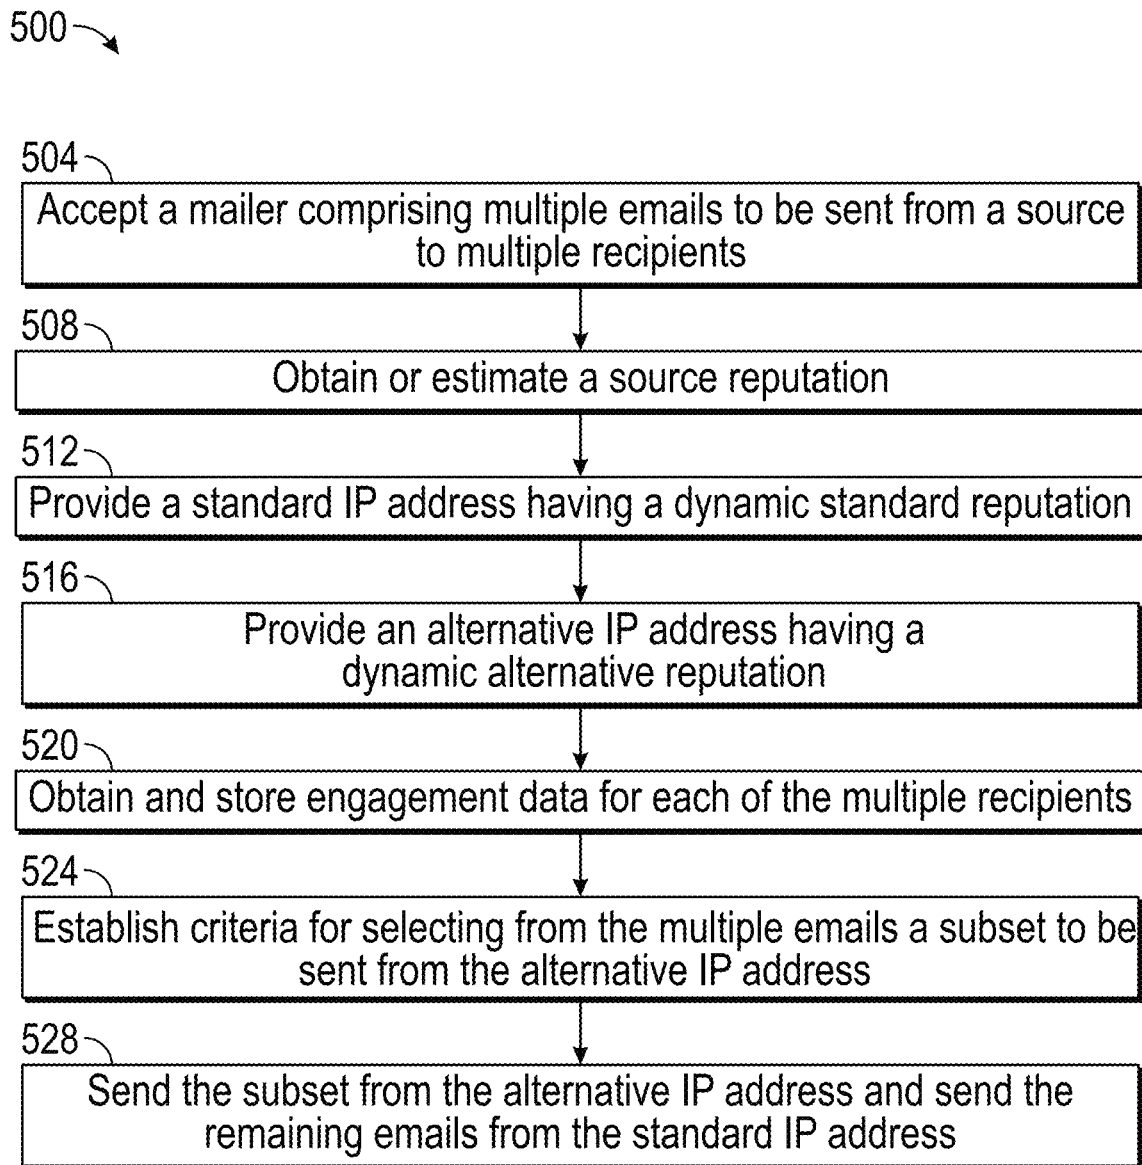 500
504
Accept a mailer comprising multiple emails to be sent from a source
to multiple recipients
508
Obtain or estimate a source reputation
512
Provide a standard IP address having a dynamic standard reputation
516
Provide an alternative IP address having a
dynamic alternative reputation
520
Obtain and store engagement data for each of the multiple recipients
524
Establish criteria for selecting from the multiple emails a subset to be
sent from the alternative IP address
528
Send the subset from the alternative IP address and send the
remaining emails from the standard IP address